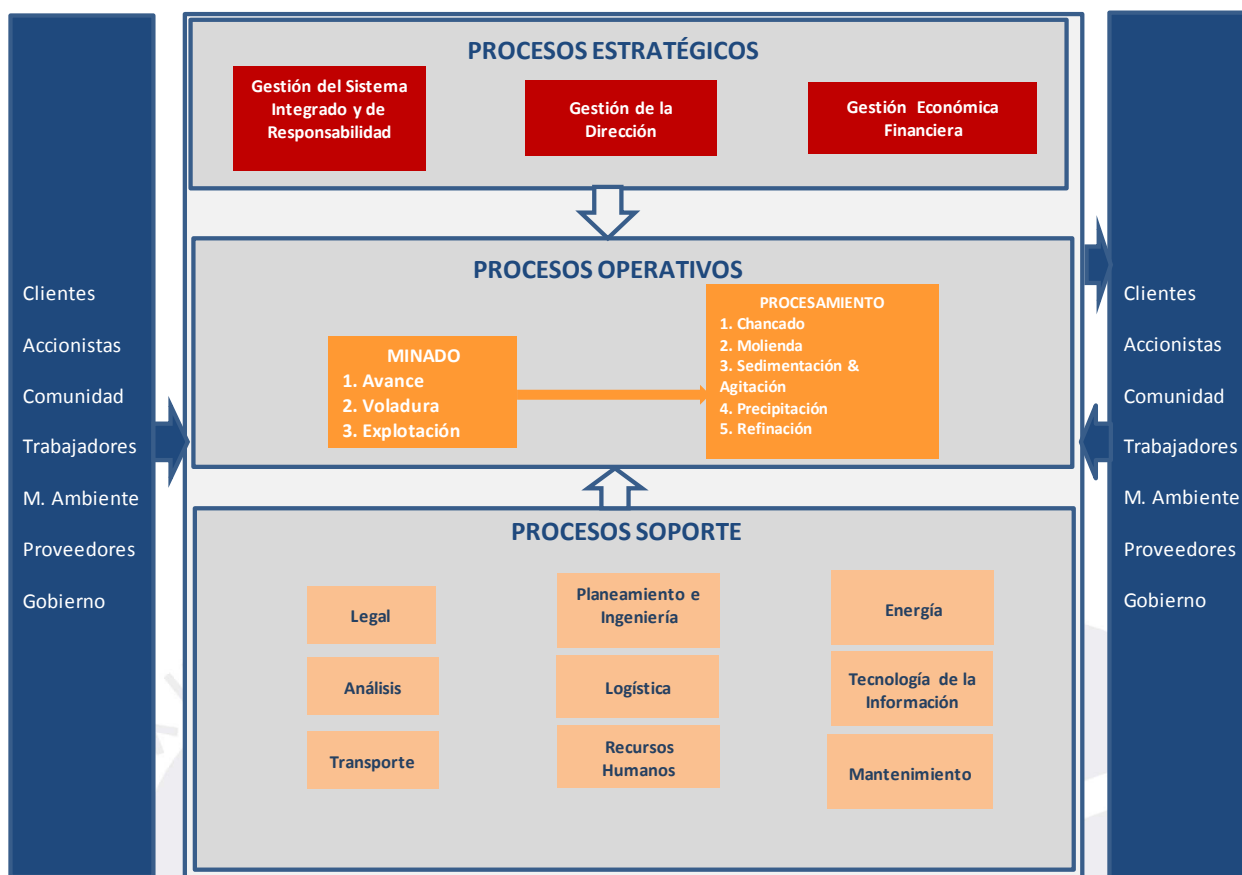 PROCESOS ESTRATÉGICOS
Gestión del Sistema
Integrado y de
Responsabilidad
Gestión de la
Dirección
Gestión Económica
Financiera
Clientes
Accionistas
Comunidad
Trabajadores
M. Ambiente
Proveedores
Gobierno
PROCESOS OPERATIVOS
MINADO
1. Avance
2. Voladura
3. Explotación
PROCESAMIENTO
1. Chancado
2. Molienda
3. Sedimentación &
Agitación
4. Precipitación
5. Refinación
Clientes
Accionistas
Comunidad
Trabajadores
M. Ambiente
Proveedores
Gobierno
PROCESOS SOPORTE
Legal
Planeamiento e
Ingeniería
Energía
Análisis
Logística
Tecnología de la
Información
Transporte
Recursos
Humanos
Mantenimiento